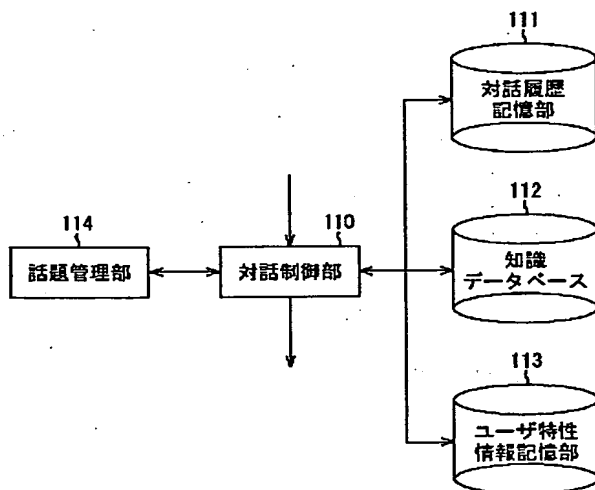 111
対話履歴
記憶部
112
知識
データベース
114
話題管理部
110
対話制御部
113
ユーザ特性
情報記憶部